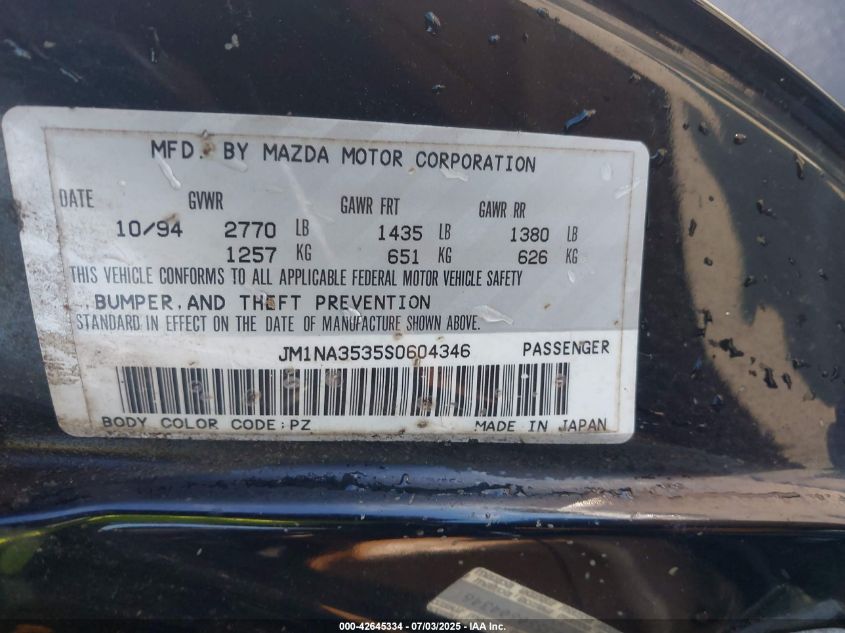 MFD. BY MAZDA MOTOR CORPORATION
DATE GVWR GAWR FRT GAWR RR
10/94 2770 LB 1435 LB 1380 LB
1257 KG 651 KG 626 KG
THIS VEHICLE CONFORMS TO ALL APPLICABLE FEDERAL MOTOR VEHICLE SAFETY
, BUMPER, AND THEFT PREVENTION
STANDARD IN EFFECT ON THE DATE OF MANUFACTURE SHOWN ABOVE.
JM1NA3535S0604346 PASSENGER
BODY COLOR CODE:PZ MADE IN JAPAN
000-42645334 - 07/03/2025 - IAA Inc.